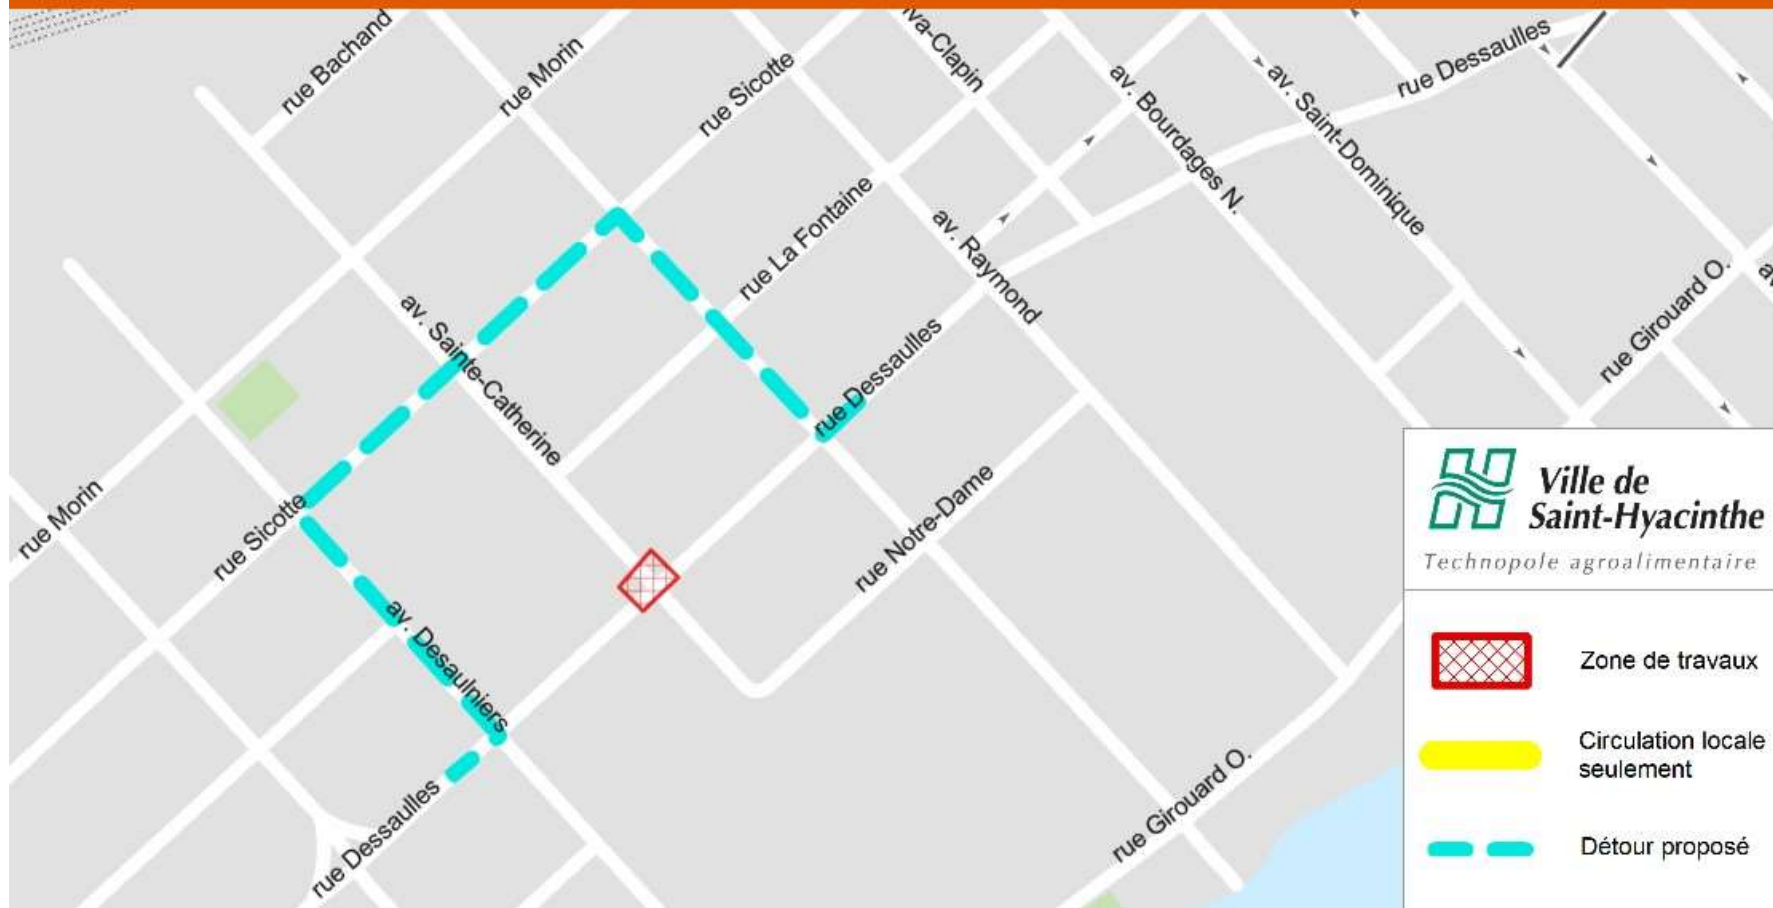 rue Bachand
rue Morin
rue Sicotte
va-Clapin
av. Bourdages N.
av. Saint-Dominique
rue Dessaulles
rue La Fontaine
av. Raymond
av. Sainte-Catherine
rue Dessaulles
rue Girouard O.
rue Morin
rue Sicotte
rue Notre-Dame
av. Desaulniers
rue Dessaulles
rue Girouard O.
Ville de
Saint-Hyacinthe
Technopole agroalimentaire
Zone de travaux
Circulation locale
seulement
Détour proposé